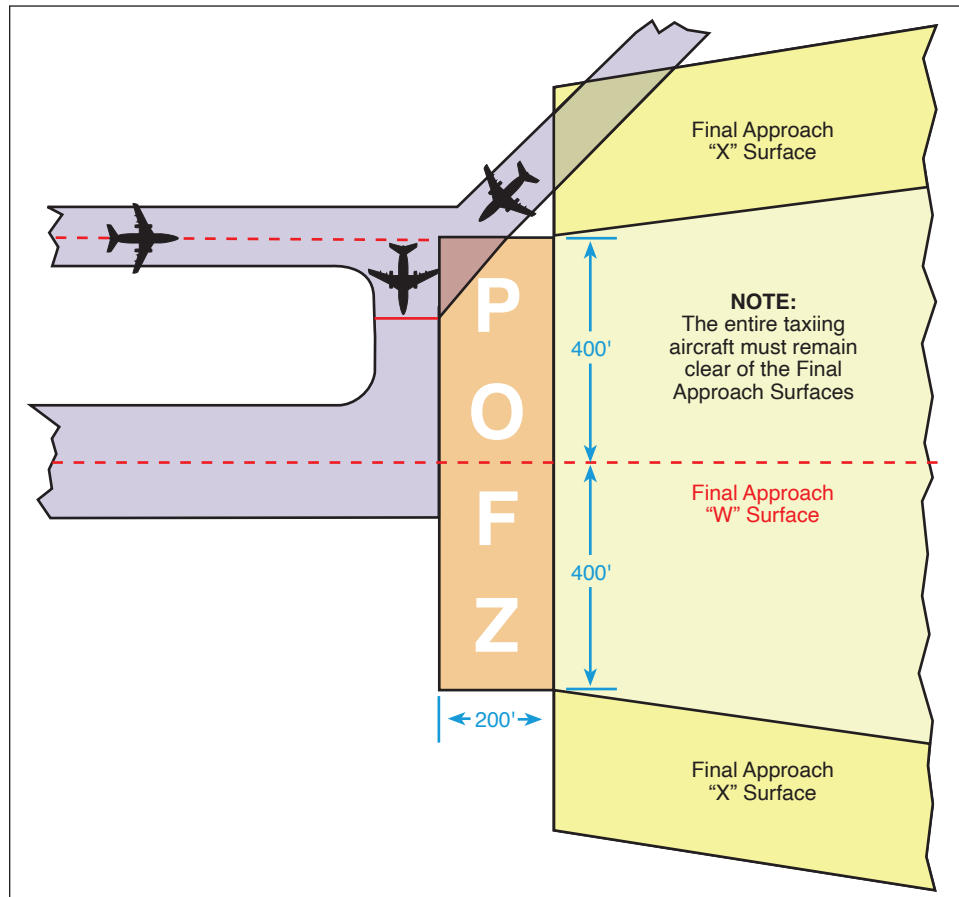 Final Approach
"X" Surface
P
O
F
Z
400'
NOTE:
The entire taxiing
aircraft must remain
clear of the Final
Approach Surfaces
Final Approach
"W" Surface
400'
200'
Final Approach
"X" Surface